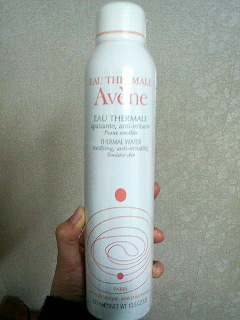 EAU THERMALE
Avène
EAU THERMALE
apaisante, anti-irritante
Peaux sensibles
THERMAL WATER
soothing, anti-irritating
Sensitive skin
PARIS